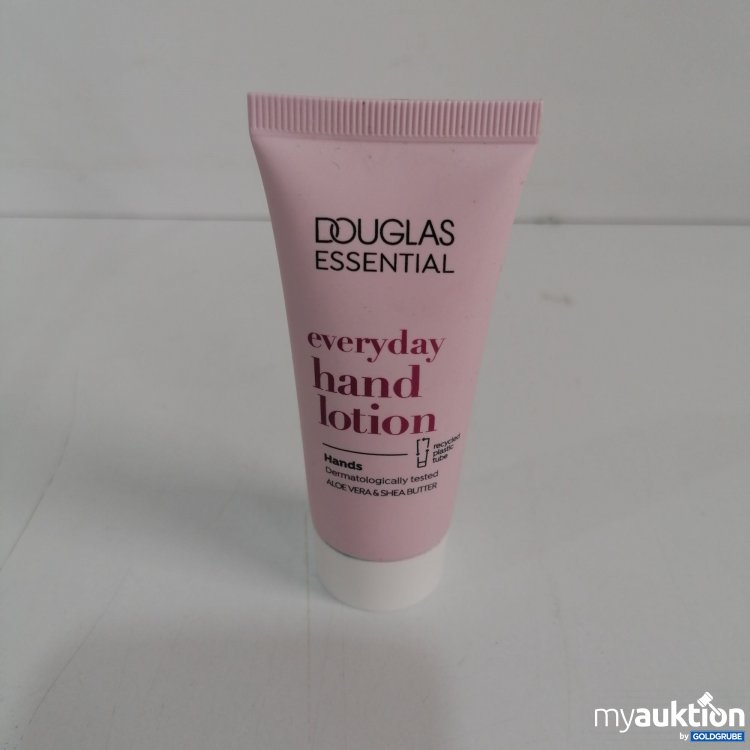 DOUGLAS
ESSENTIAL
everyday
hand
lotion
recycled
plastic
tube
Hands
Dermatologically tested
ALOE VERA & SHEA BUTTER
myauktion
by GOLDGRUBE